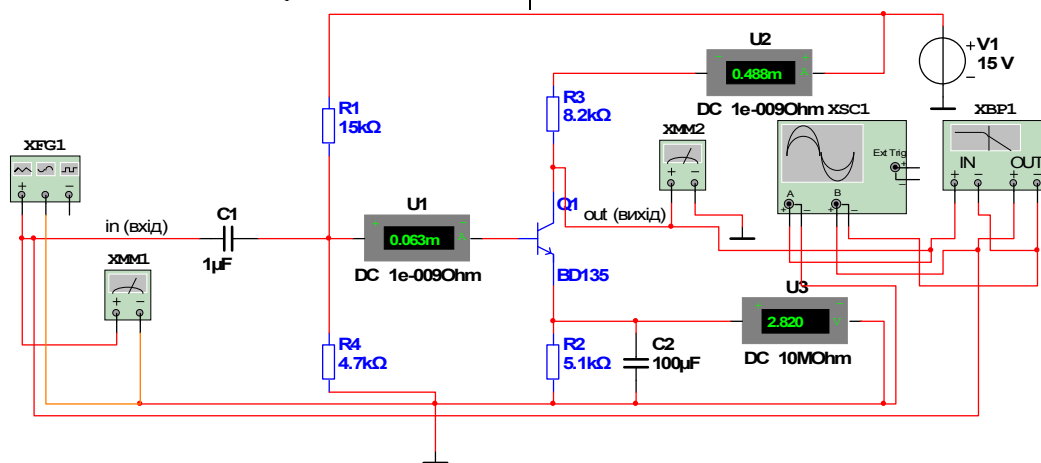 U2
0.488m
A
DC 1e-009Ohm
V1
15 V
R1
15kΩ
R3
8.2kΩ
XMM2
XSC1
Ext Trig
A
B
XBP1
IN
OUT
XFG1
in (вхід)
C1
1µF
U1
0.063m
DC 1e-009Ohm
Q1
BD135
out (вихід)
XMM1
U3
2.820
V
DC 10MOhm
R4
4.7kΩ
R2
5.1kΩ
C2
100µF